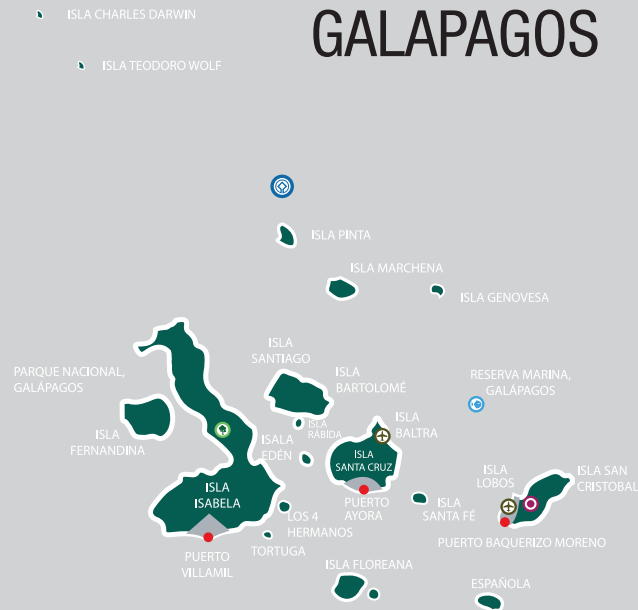 GALAPAGOS
ISLA CHARLES DARWIN
ISLA TEODORO WOLF
ISLA PINTA
ISLA MARCHENA
ISLA GENOVESA
ISLA
SANTIAGO
PARQUE NACIONAL,
GALÁPAGOS
ISLA
BARTOLOMÉ
RESERVA MARINA,
GALÁPAGOS
ISLA
FERNANDINA
ISLA
RÁBIDA
ISLA
BALTRA
ISALA
EDÉN
ISLA
SANTA CRUZ
ISLA
LOBOS
ISLA SAN
CRISTOBAL
ISLA
ISABELA
PUERTO
AYORA
ISLA
SANTA FÉ
LOS 4
HERMANOS
PUERTO BAQUERIZO MORENO
TORTUGA
PUERTO
VILLAMIL
ISLA FLOREANA
ESPAÑOLA